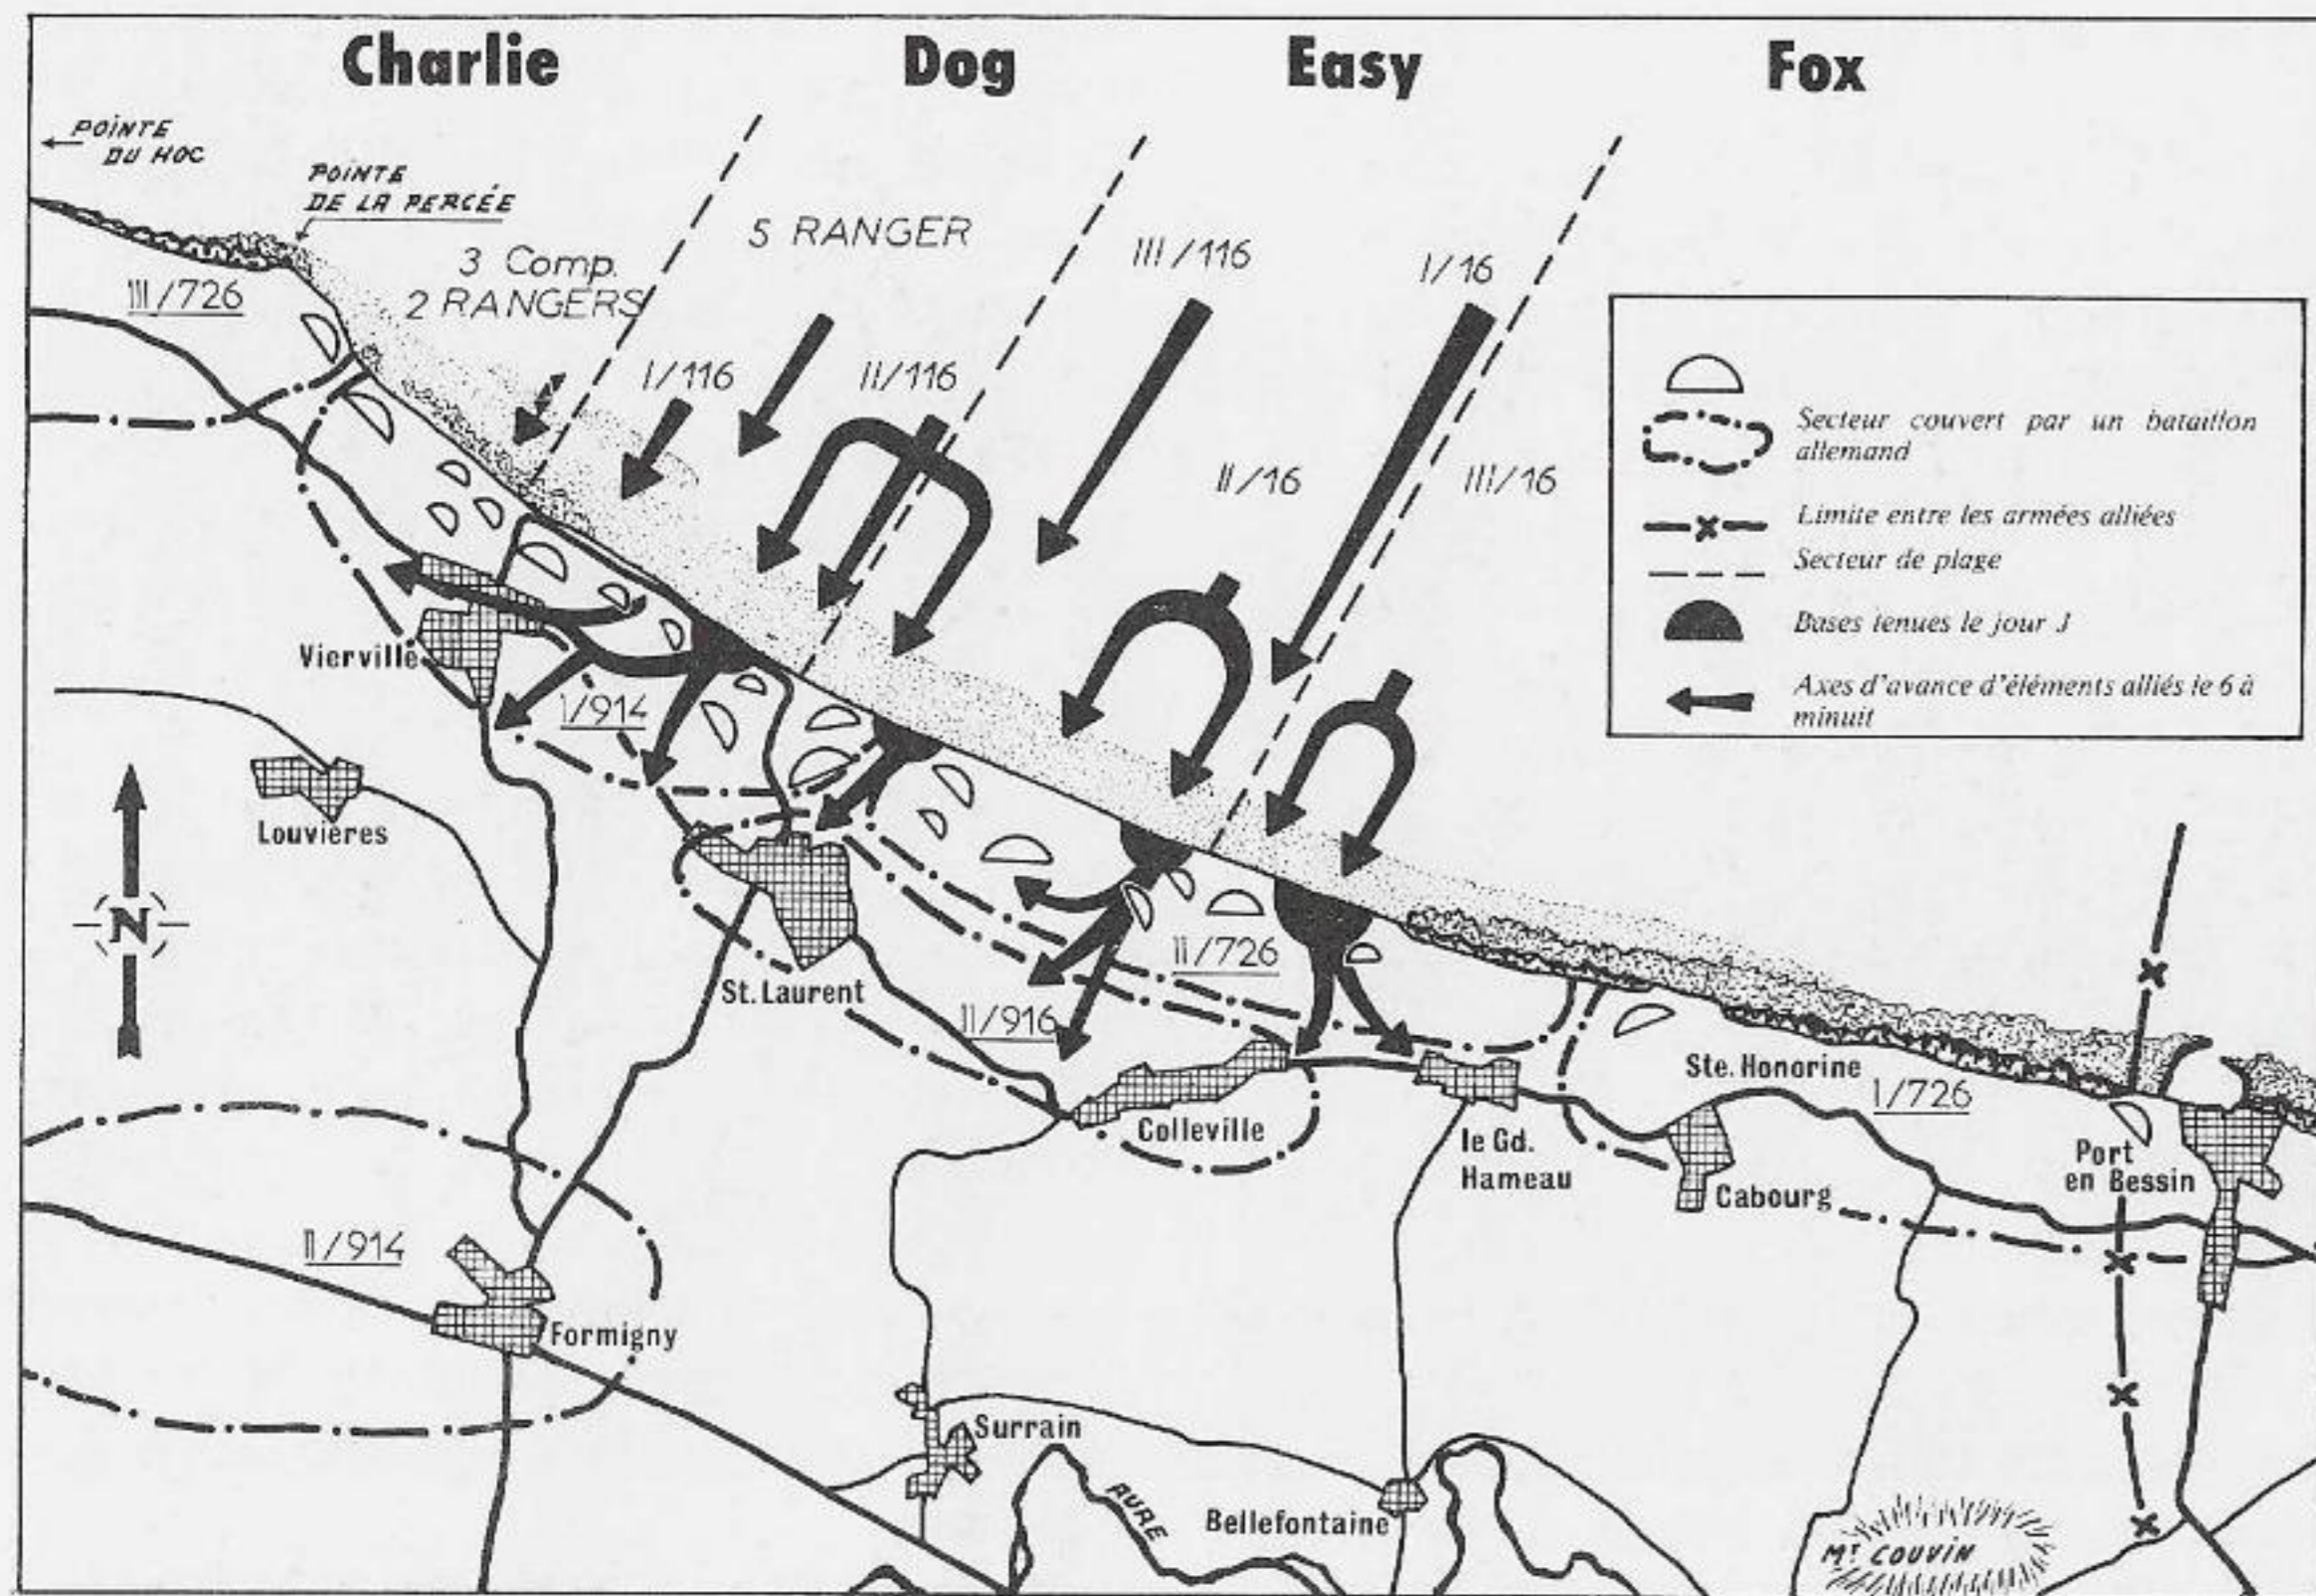 Charlie
Dog
Easy
Fox
POINTE
DU HOC
POINTE
DE LA PERCÉE
3 Comp.
2 RANGERS
5 RANGER
III/116
I/16
III/726
I/116
II/116
II/16
III/16
Secteur couvert par un bataillon
allemand
Limite entre les armées alliées
Secteur de plage
Bases tenues le jour J
Axes d'avance d'éléments alliés le 6 à
minuit
Vierville
I/914
Louvières
N
St. Laurent
II/726
II/916
Colleville
le Gd.
Hameau
Ste. Honorine
I/726
Cabourg
Port
en Bessin
II/914
Formigny
Surrain
AURE
Bellefontaine
MT COUVIN